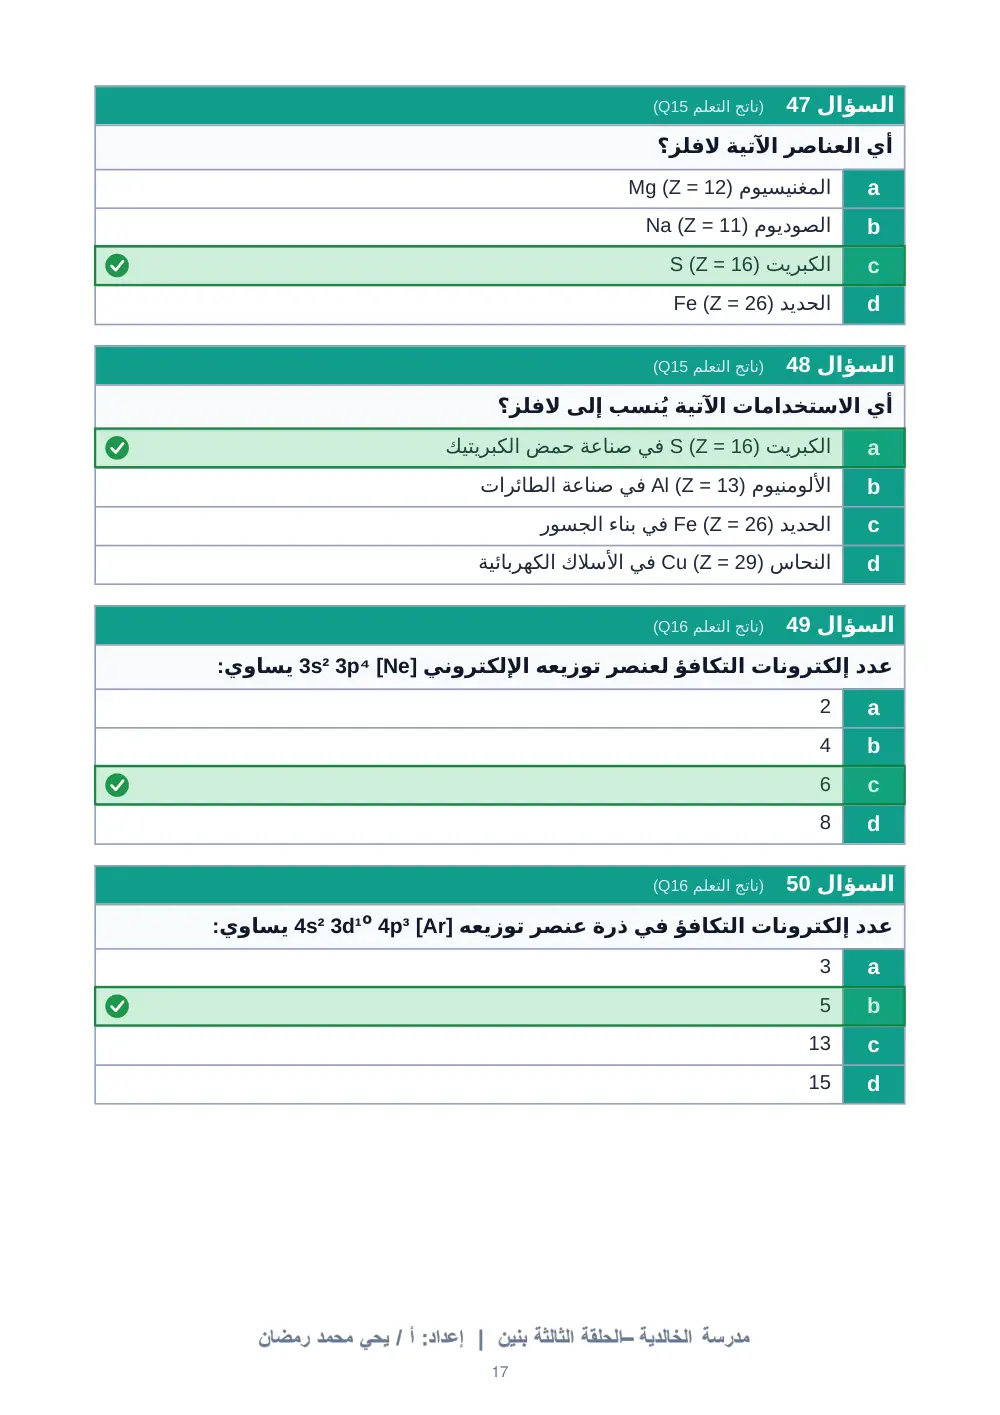 السؤال 47 (ناتج التعلم Q15)
أي العناصر الآتية لافلز؟
a المغنيسيوم Mg (Z = 12)
b الصوديوم Na (Z = 11)
c الكبريت S (Z = 16)
d الحديد Fe (Z = 26)
السؤال 48 (ناتج التعلم Q15)
أي الاستخدامات الآتية يُنسب إلى لافلز؟
a الكبريت S (Z = 16) في صناعة حمض الكبريتيك
b الألومنيوم Al (Z = 13) في صناعة الطائرات
c الحديد Fe (Z = 26) في بناء الجسور
d النحاس Cu (Z = 29) في الأسلاك الكهربائية
السؤال 49 (ناتج التعلم Q16)
عدد إلكترونات التكافؤ لعنصر توزيعه الإلكتروني [Ne] 3s² 3p⁴ يساوي:
a 2
b 4
c 6
d 8
السؤال 50 (ناتج التعلم Q16)
عدد إلكترونات التكافؤ في ذرة عنصر توزيعه [Ar] 4s² 3d¹⁰ 4p³ يساوي:
a 3
b 5
c 13
d 15
مدرسة الخالدية –الحلقة الثالثة بنين | إعداد: أ / يحي محمد رمضان
17